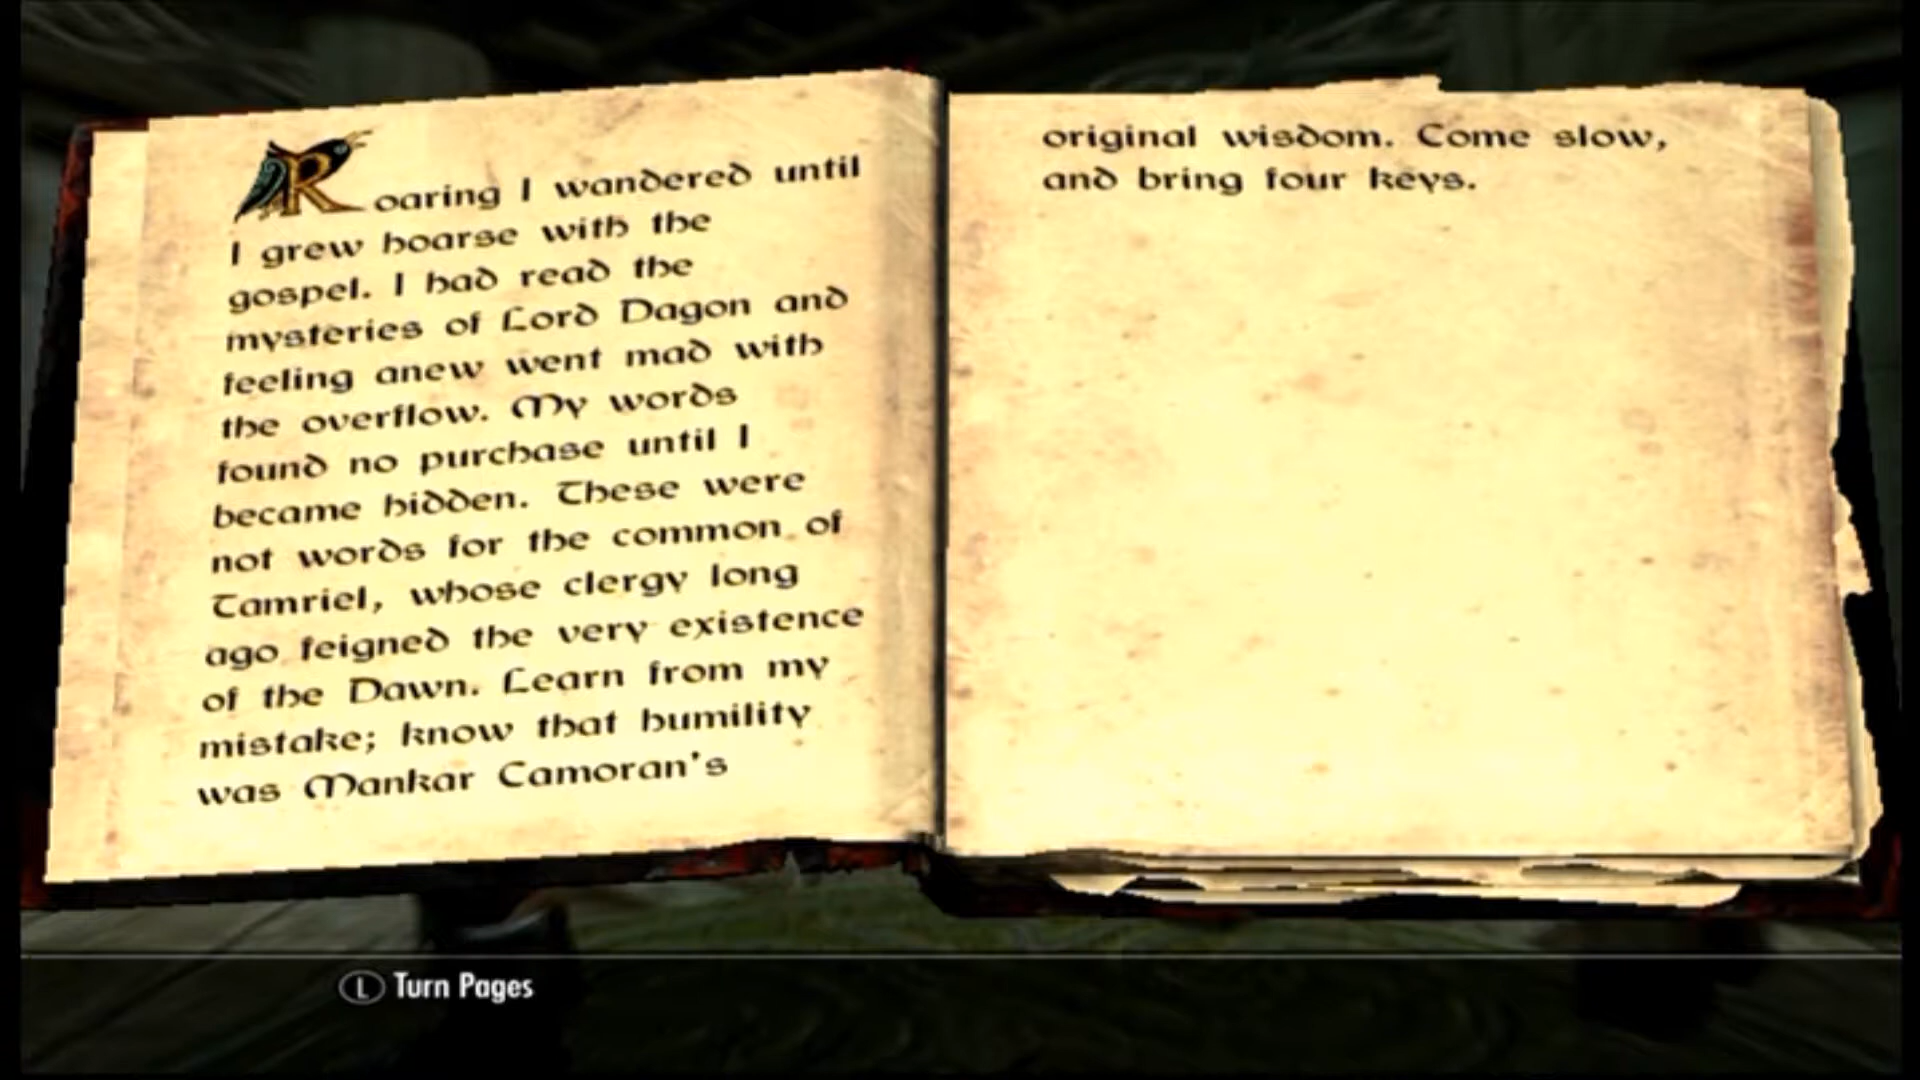 Roaring I wandered until
I grew hoarse with the
gospel. I had read the
mysteries of Lord Dagon and
feeling anew went mad with
the overflow. My words
found no purchase until I
became hidden. These were
not words for the common of
Tamriel, whose clergy long
ago feigned the very existence
of the Dawn. Learn from my
mistake; know that humility
was Mankar Camoran's
original wisdom. Come slow,
and bring four keys.
L Turn Pages